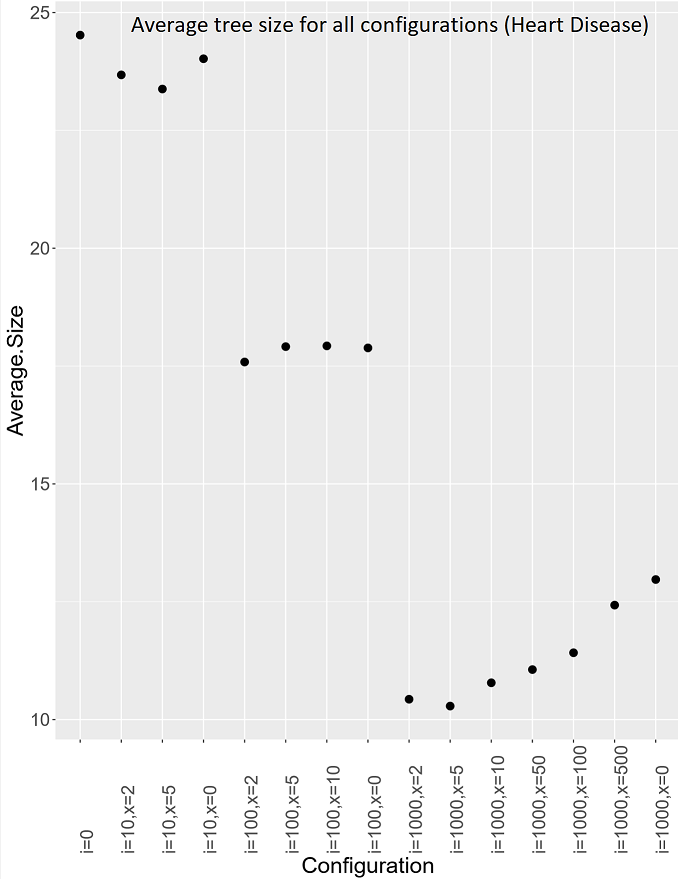 Average tree size for all configurations (Heart Disease)
Average.Size
25
20
15
10
i=0
i=10,x=2
i=10,x=5
i=10,x=0
i=100,x=2
i=100,x=5
i=100,x=10
i=100,x=0
i=1000,x=2
i=1000,x=5
i=1000,x=10
i=1000,x=50
i=1000,x=100
i=1000,x=500
i=1000,x=0
Configuration